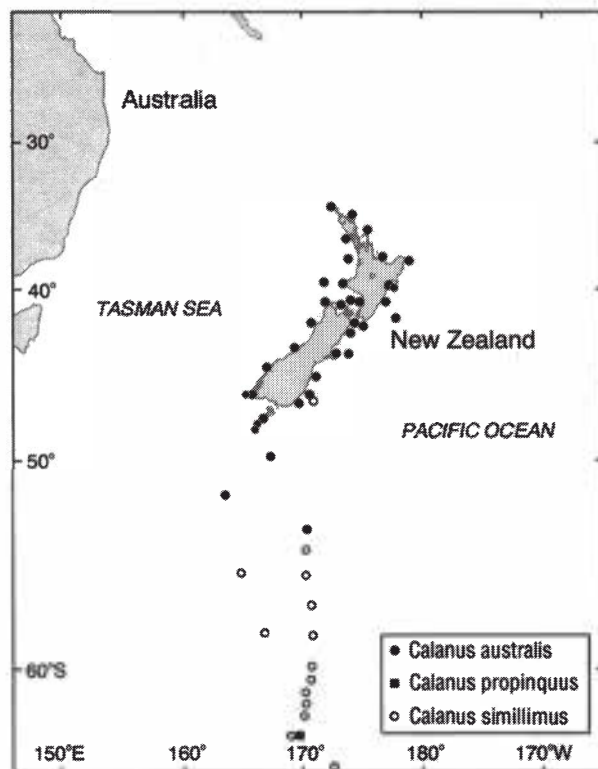 Australia
30°
40°
TASMAN SEA
New Zealand
PACIFIC OCEAN
50°
Calanus australis
Calanus propinquus
Calanus simillimus
60°S
150°E 160° 170° 180° 170°W